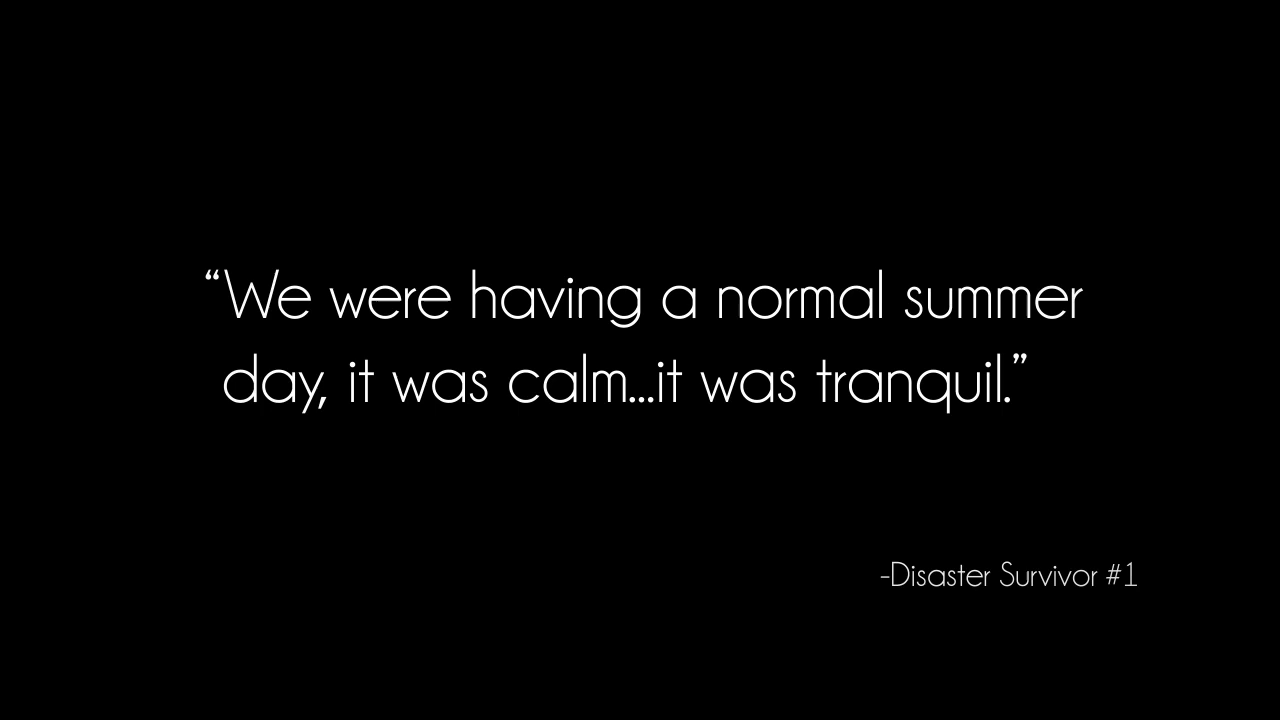 “We were having a normal summer
day, it was calm...it was tranquil.”
-Disaster Survivor #1